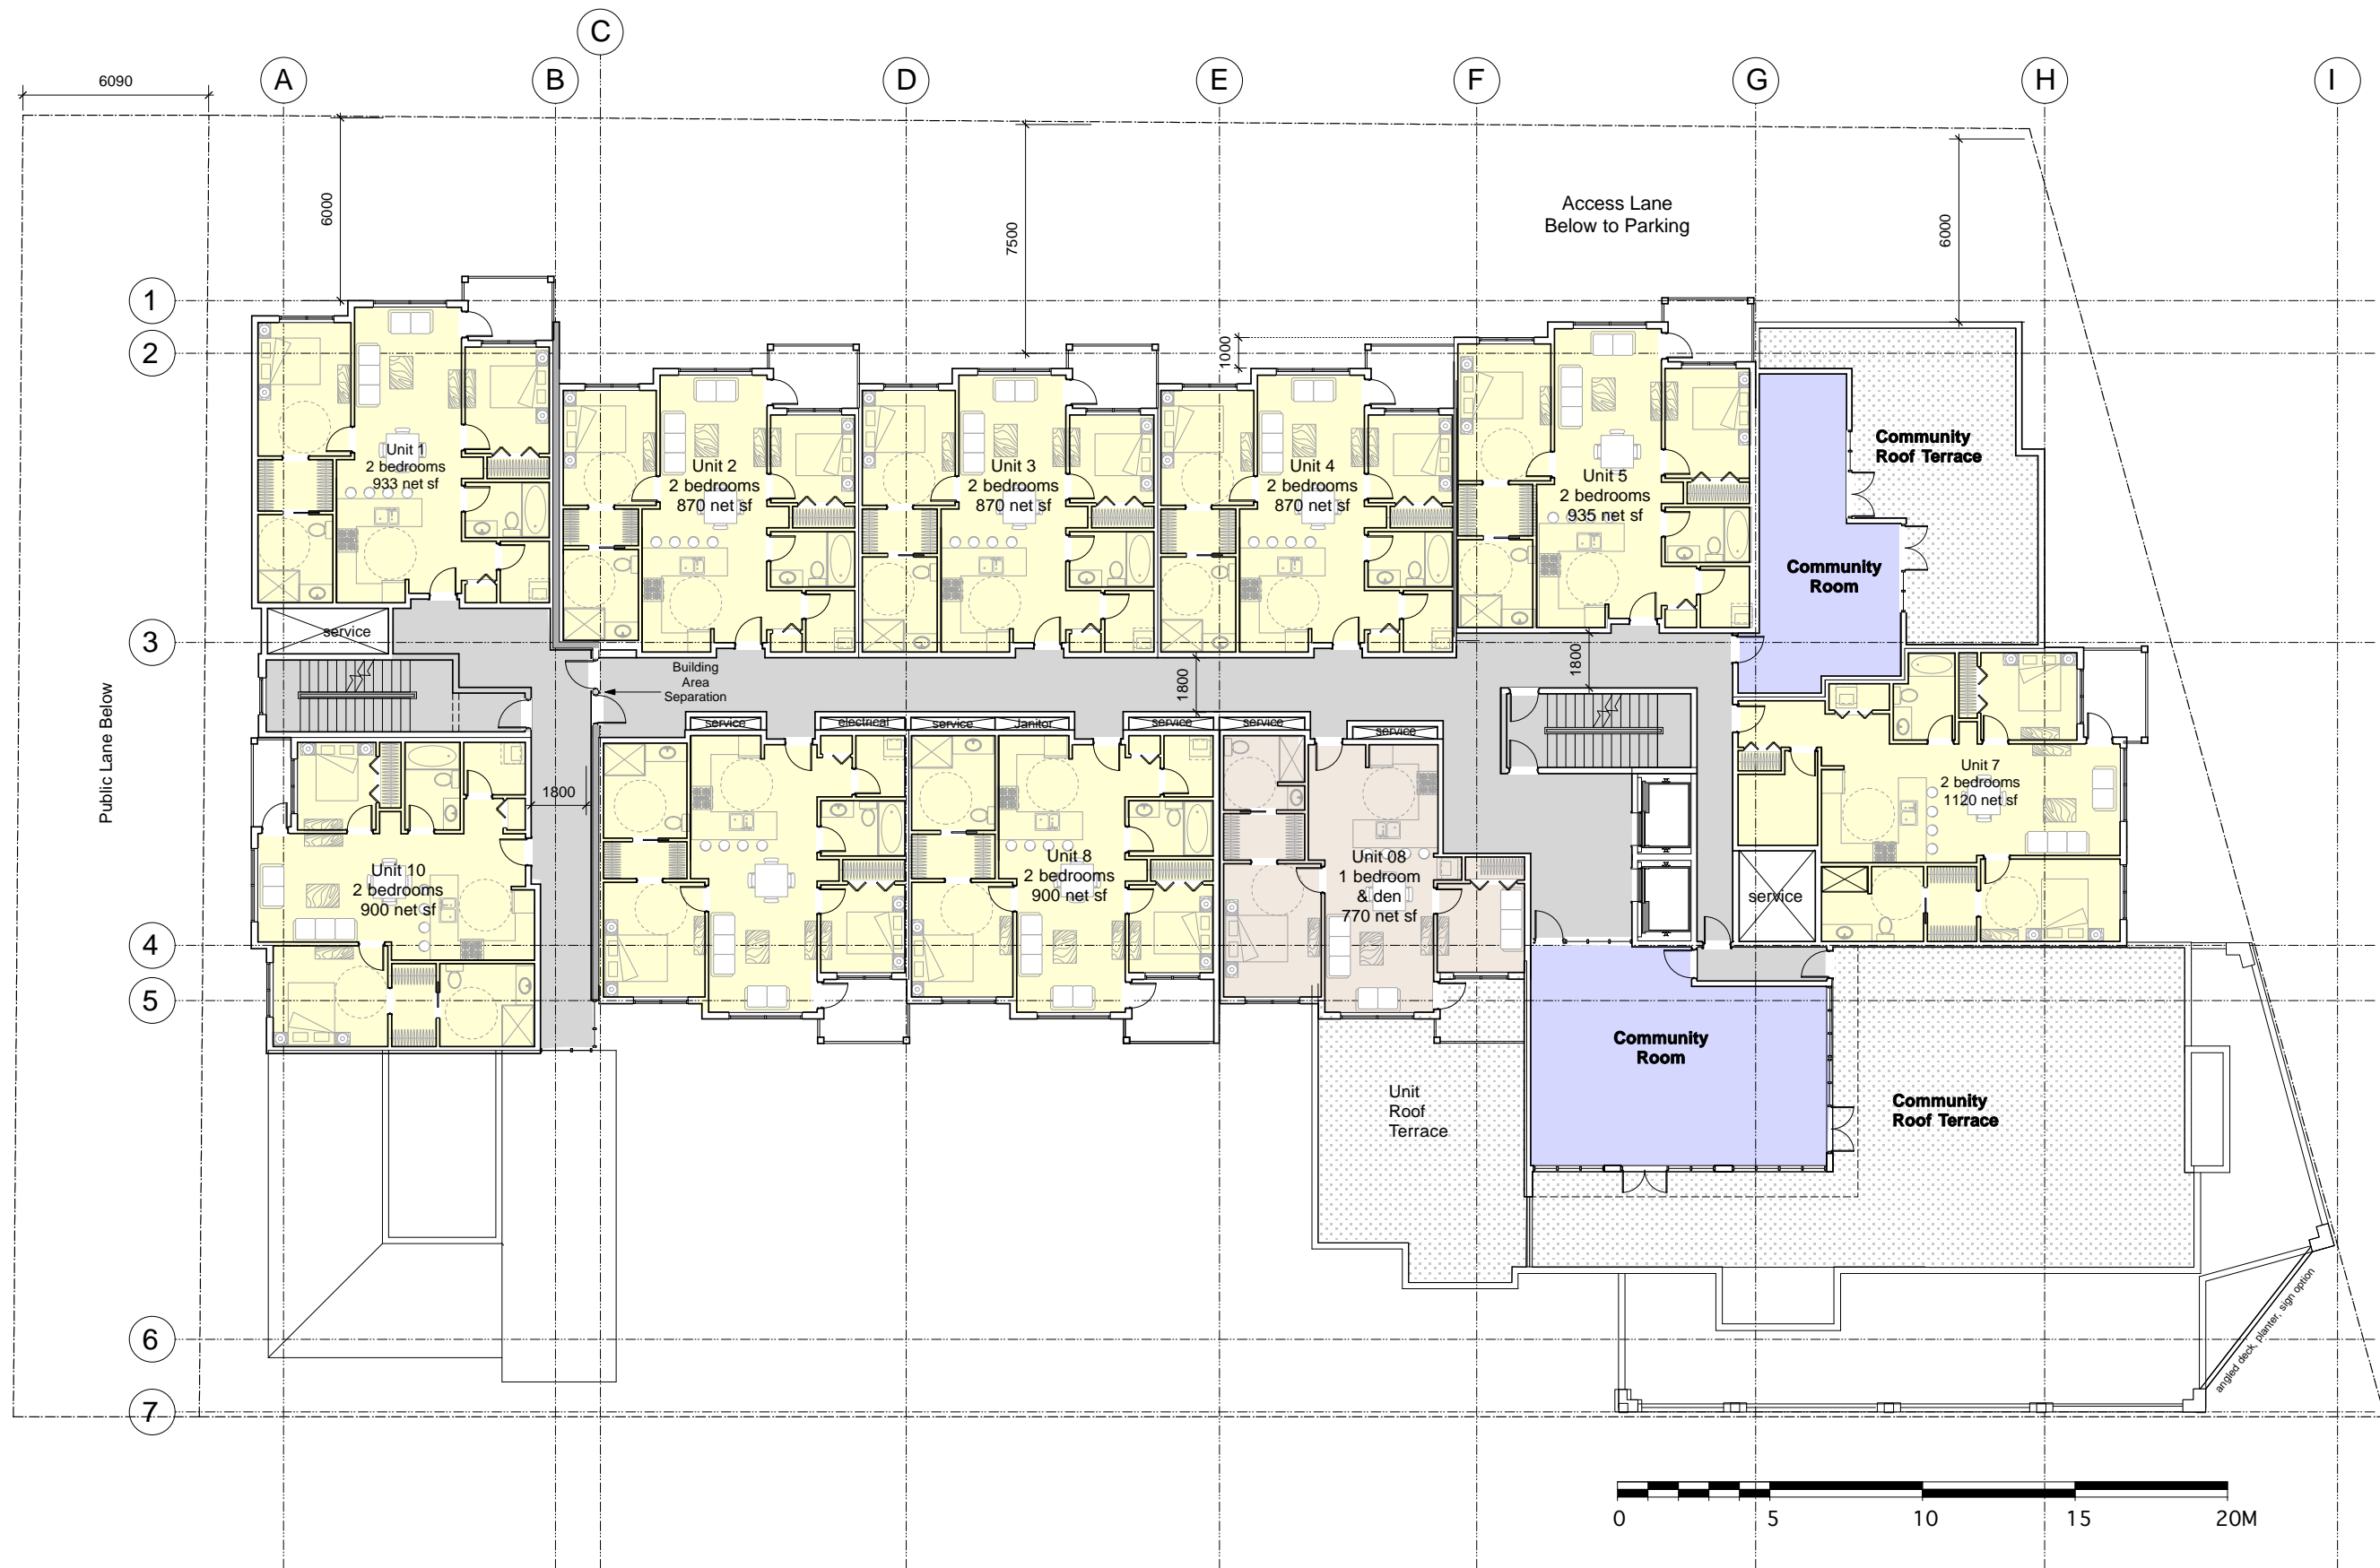 C
A
B
D
E
F
G
H
I
6090
6000
7500
6000
Access Lane
Below to Parking
1
2
1000
Unit 1
2 bedrooms
933 net sf
Unit 2
2 bedrooms
870 net sf
Unit 3
2 bedrooms
870 net sf
Unit 4
2 bedrooms
870 net sf
Unit 5
2 bedrooms
935 net sf
Community
Roof Terrace
Community
Room
3
service
Building
Area
Separation
1800
1800
Public Lane Below
service
electrical
service
Janitor
service
service
service
1800
Unit 7
2 bedrooms
1120 net sf
Unit 10
2 bedrooms
900 net sf
Unit 8
2 bedrooms
900 net sf
Unit 08
1 bedroom
& den
770 net sf
service
4
5
Community
Room
Unit
Roof
Terrace
Community
Roof Terrace
angled deck, planter, sign option
6
7
0
5
10
15
20M